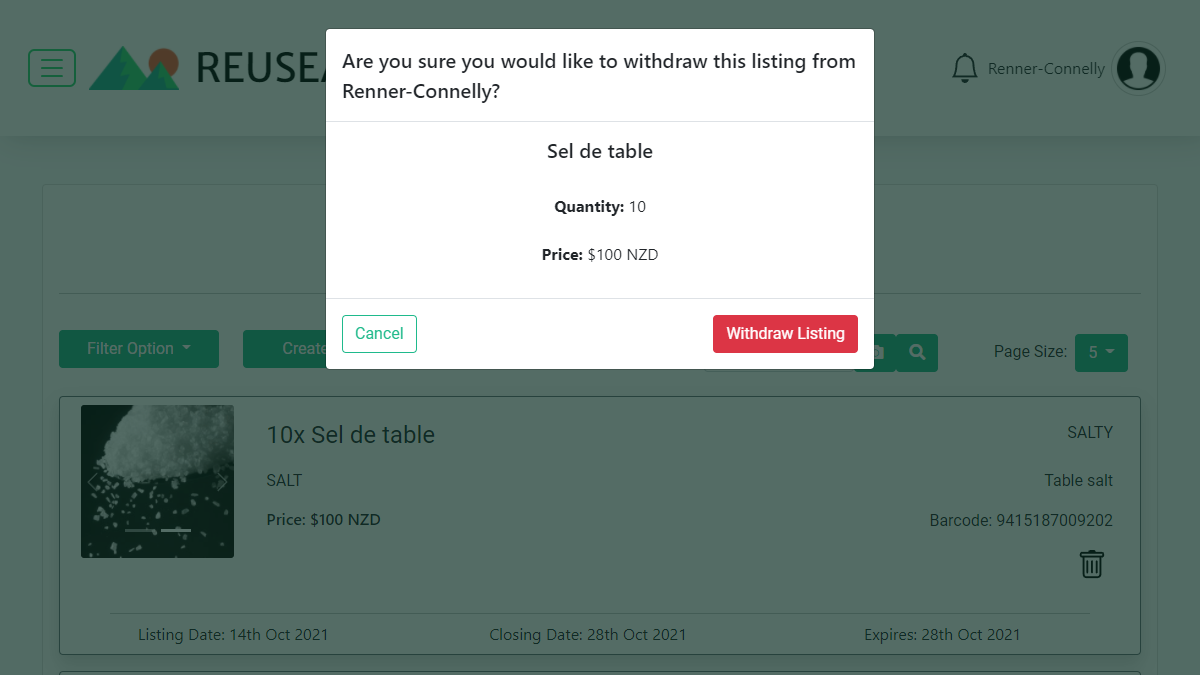 REUSE
Are you sure you would like to withdraw this listing from
Renner-Connelly?
Renner-Connelly
Sel de table
Quantity: 10
Price: $100 NZD
Cancel
Withdraw Listing
Filter Option
Create
Page Size:
5
10x Sel de table
SALTY
SALT
Table salt
Price: $100 NZD
Barcode: 9415187009202
Listing Date: 14th Oct 2021
Closing Date: 28th Oct 2021
Expires: 28th Oct 2021